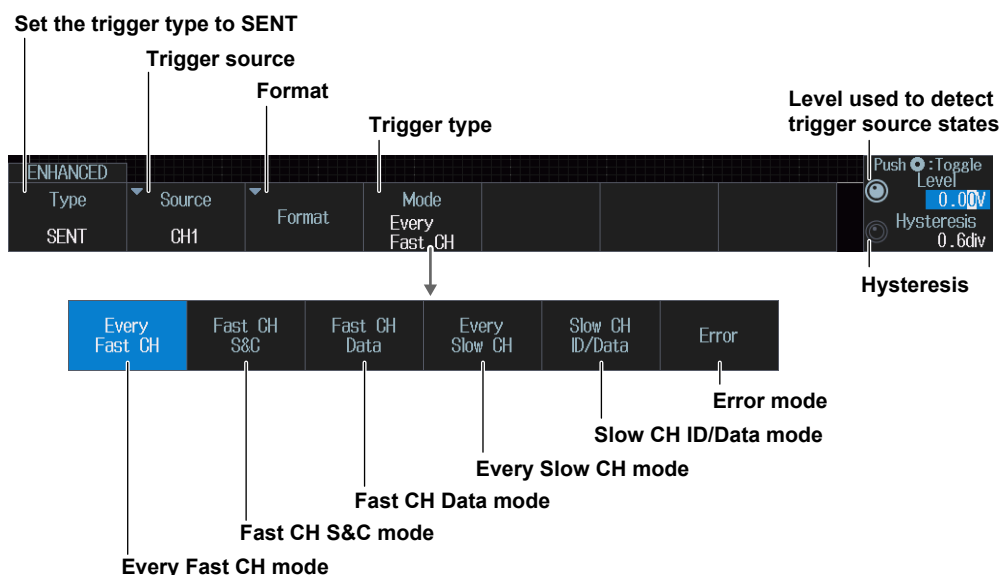 Set the trigger type to SENT
Trigger source
Format
Trigger type
Level used to detect
trigger source states
ENHANCED
Type
SENT
Source
CH1
Format
Mode
Every
Fast CH
Push :Toggle
Level
0.00V
Hysteresis
0.6div
Hysteresis
Every
Fast CH
Fast CH
S&C
Fast CH
Data
Every
Slow CH
Slow CH
ID/Data
Error
Error mode
Slow CH ID/Data mode
Every Slow CH mode
Fast CH Data mode
Fast CH S&C mode
Every Fast CH mode